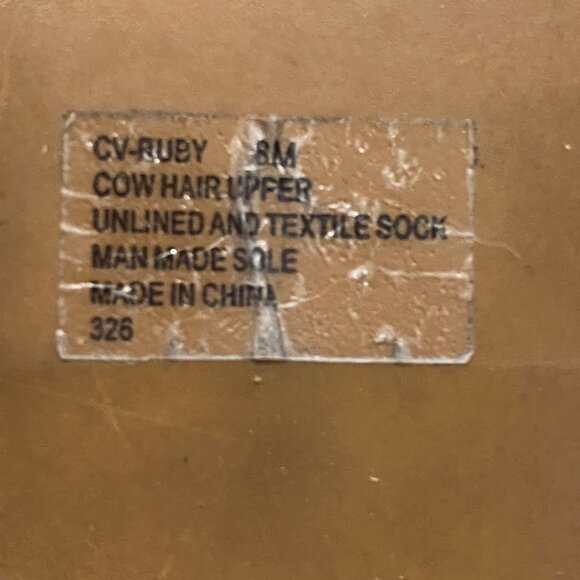 CV-RUBY 8M
COW HAIR UPPER
UNLINED AND TEXTILE SOCK
MAN MADE SOLE
MADE IN CHINA
326